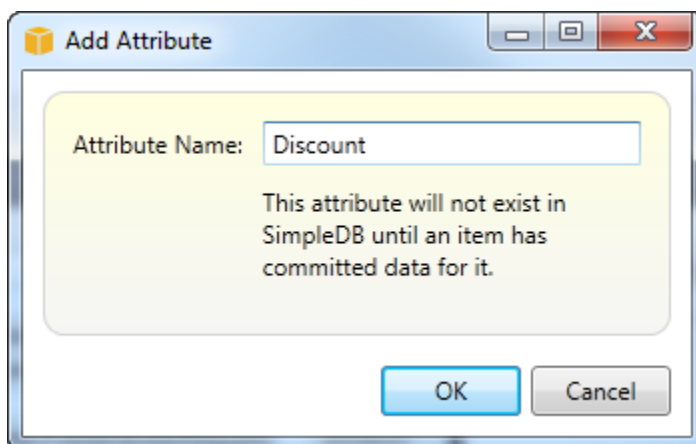 Add Attribute
Attribute Name: Discount
This attribute will not exist in
SimpleDB until an item has
committed data for it.
OK Cancel